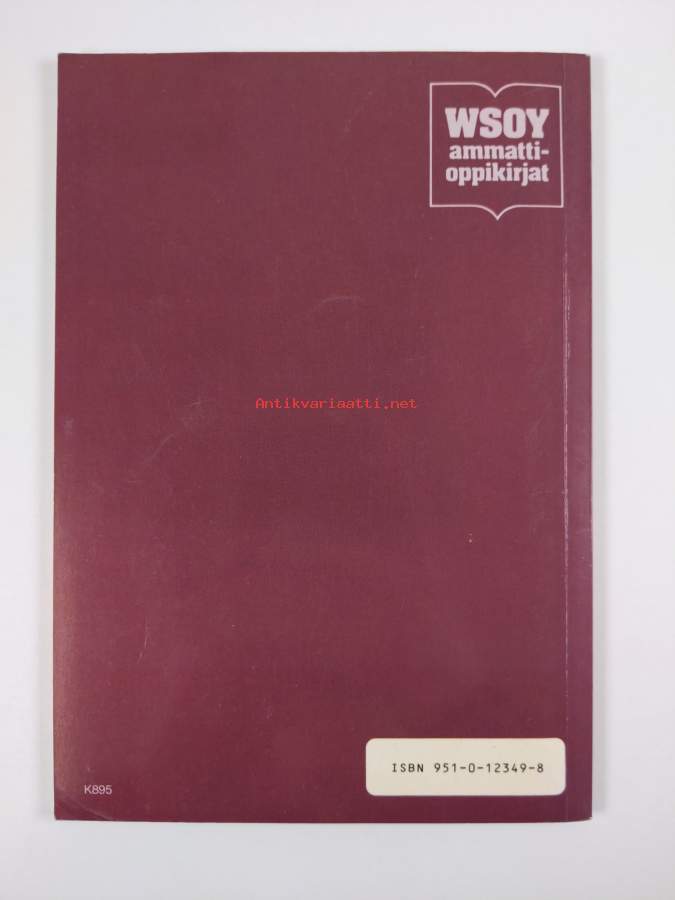 WSOY
ammatti-
oppikirjat
Antikvariaatti.net
ISBN 951-0-12349-8
K895